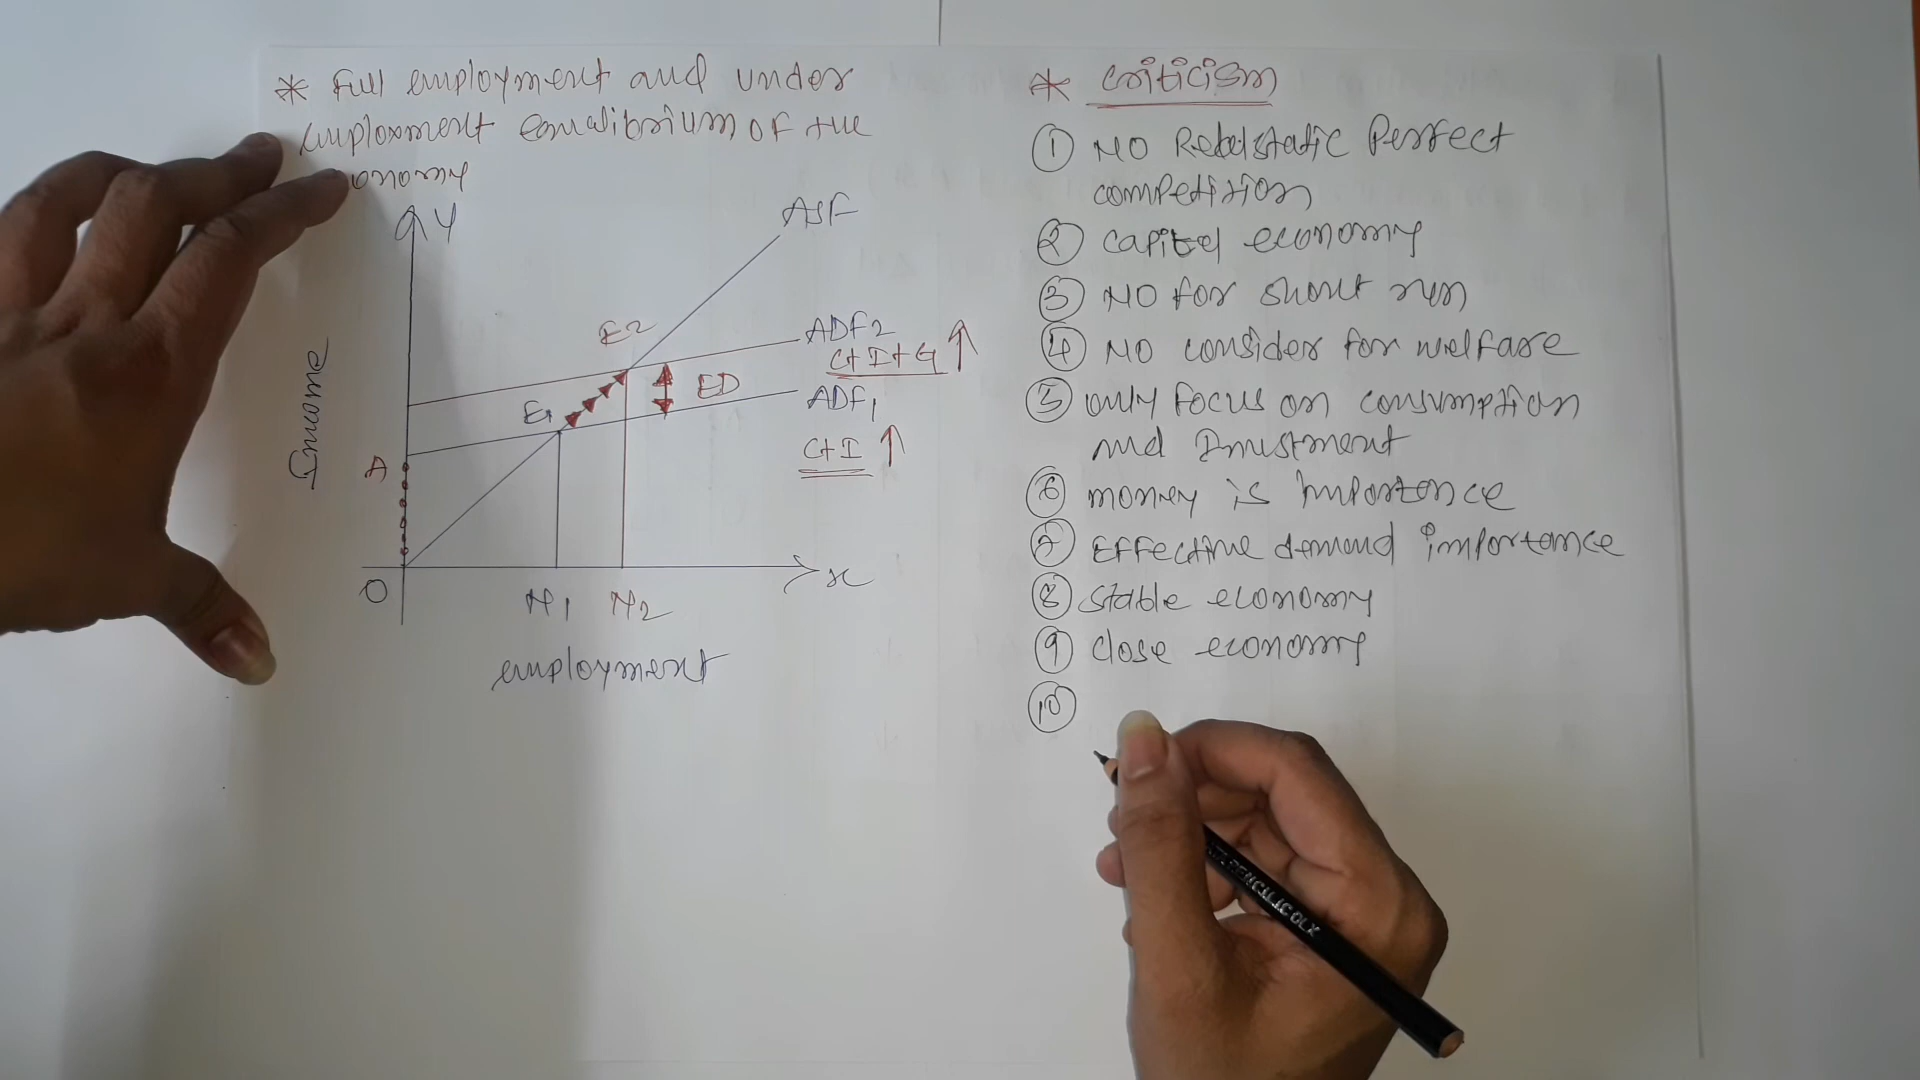 * Full employment and under
employment equilibrium of the
onomy
Y
ASF
E2
ADF2
C+I+G
ED
E1
ADF1
C+I
A
Income
O
N1 N2
x
employment
* Criticism
① NO Realstatic Perfect
competition
② capital economy
③ NO for short run
④ NO consider for welfare
⑤ only focus on consumption
and Investment
⑥ money is importence
⑦ Effective demand importance
⑧ stable economy
⑨ close economy
⑩